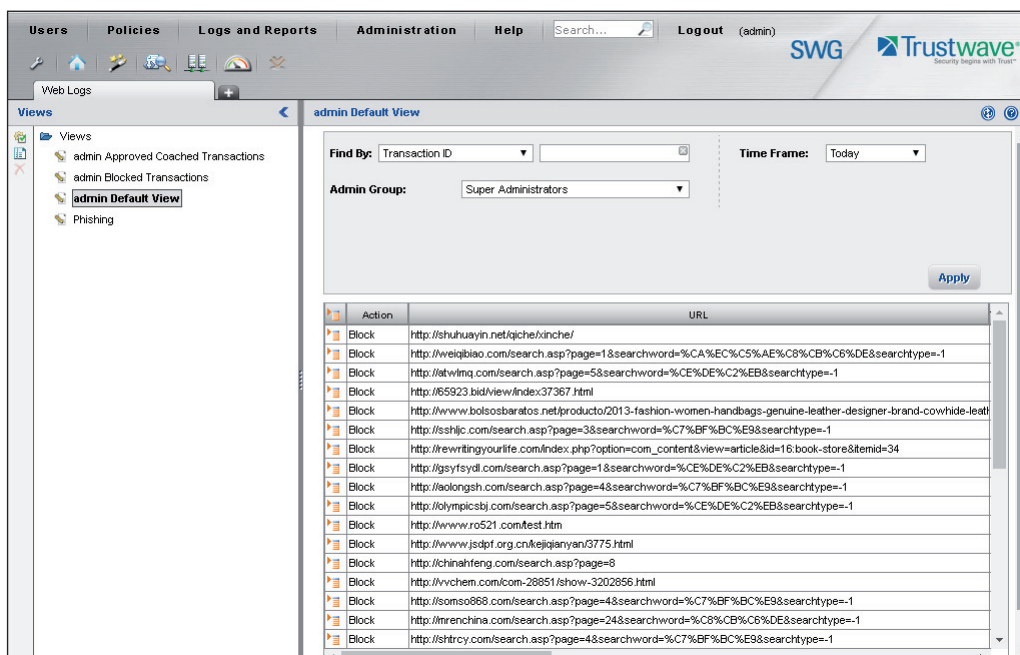 Users Policies Logs and Reports Administration Help Search... Logout (admin)
SWG Trustwave®
Security begins with Trust™
Web Logs
Views
admin Default View
Views
admin Approved Coached Transactions
admin Blocked Transactions
admin Default View
Phishing
Find By: Transaction ID Time Frame: Today
Admin Group: Super Administrators
Apply
Action URL
Block http://shuhuayin.net/qiche/xinche/
Block http://weiqibiao.com/search.asp?page=1&searchword=%CA%EC%C5%AE%C8%CB%C6%DE&searchtype=-1
Block http://atwlmq.com/search.asp?page=5&searchword=%CE%DE%C2%EB&searchtype=-1
Block http://65923.bid/view/index37367.html
Block http://www.bolsosbaratos.net/producto/2013-fashion-women-handbags-genuine-leather-designer-brand-cowhide-leath
Block http://sshljc.com/search.asp?page=3&searchword=%C7%BF%BC%E9&searchtype=-1
Block http://rewritingyourlife.com/index.php?option=com_content&view=article&id=16:book-store&itemid=34
Block http://gsyfsydl.com/search.asp?page=1&searchword=%CE%DE%C2%EB&searchtype=-1
Block http://aolongsh.com/search.asp?page=4&searchword=%C7%BF%BC%E9&searchtype=-1
Block http://olympicsbj.com/search.asp?page=5&searchword=%CE%DE%C2%EB&searchtype=-1
Block http://www.ro521.com/test.htm
Block http://www.jsdpf.org.cn/kejiqianyan/3775.html
Block http://chinahfeng.com/search.asp?page=8
Block http://vvchem.com/com-28851/show-3202856.html
Block http://somso868.com/search.asp?page=4&searchword=%C7%BF%BC%E9&searchtype=-1
Block http://mrenchina.com/search.asp?page=24&searchword=%C8%CB%C6%DE&searchtype=-1
Block http://shtrcy.com/search.asp?page=4&searchword=%C7%BF%BC%E9&searchtype=-1